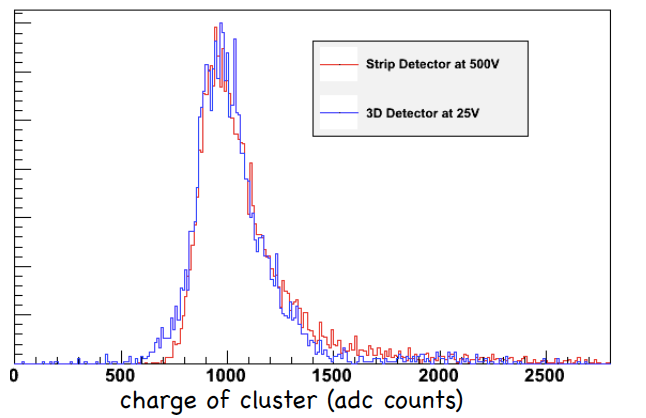 Strip Detector at 500V
3D Detector at 25V
0 500 1000 1500 2000 2500
charge of cluster (adc counts)